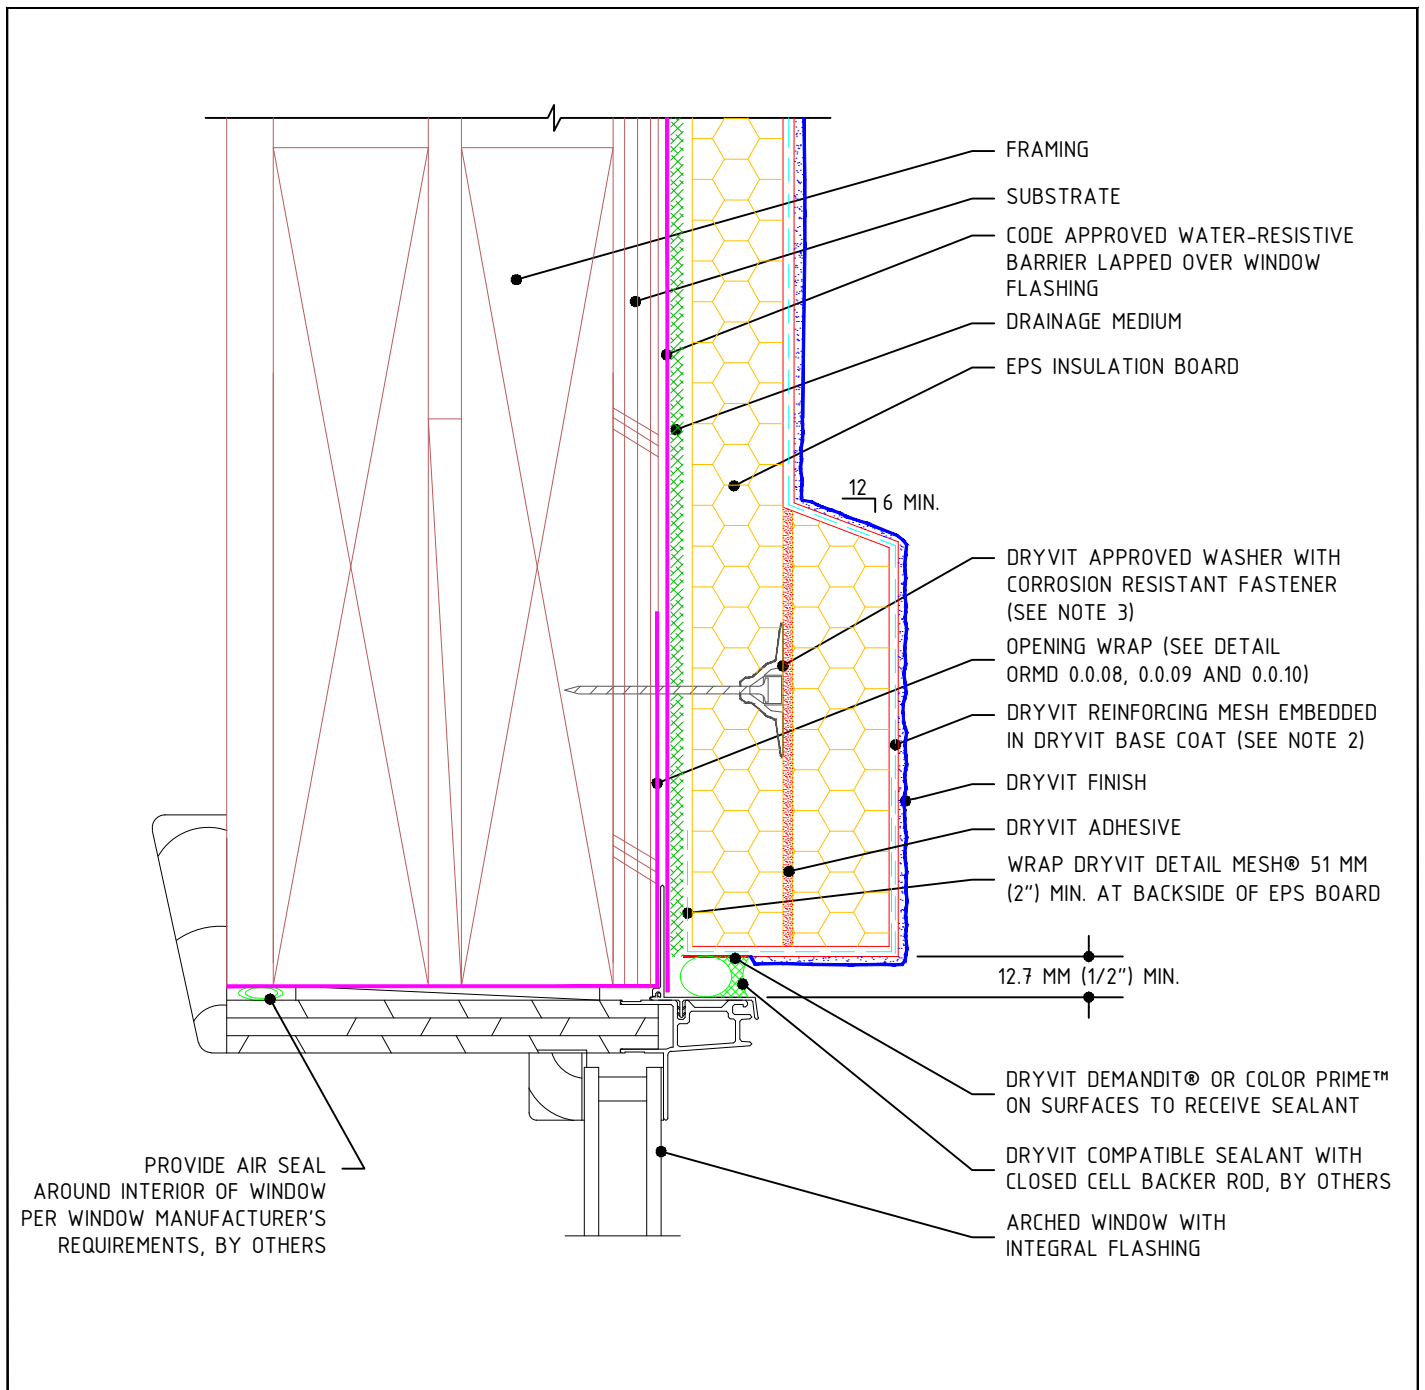 FRAMING
SUBSTRATE
CODE APPROVED WATER-RESISTIVE
BARRIER LAPPED OVER WINDOW
FLASHING
DRAINAGE MEDIUM
EPS INSULATION BOARD
12
6 MIN.
DRYVIT APPROVED WASHER WITH
CORROSION RESISTANT FASTENER
(SEE NOTE 3)
OPENING WRAP (SEE DETAIL
ORMD 0.0.08, 0.0.09 AND 0.0.10)
DRYVIT REINFORCING MESH EMBEDDED
IN DRYVIT BASE COAT (SEE NOTE 2)
DRYVIT FINISH
DRYVIT ADHESIVE
WRAP DRYVIT DETAIL MESH® 51 MM
(2") MIN. AT BACKSIDE OF EPS BOARD
12.7 MM (1/2") MIN.
DRYVIT DEMANDIT® OR COLOR PRIME™
ON SURFACES TO RECEIVE SEALANT
DRYVIT COMPATIBLE SEALANT WITH
CLOSED CELL BACKER ROD, BY OTHERS
ARCHED WINDOW WITH
INTEGRAL FLASHING
PROVIDE AIR SEAL
AROUND INTERIOR OF WINDOW
PER WINDOW MANUFACTURER'S
REQUIREMENTS, BY OTHERS